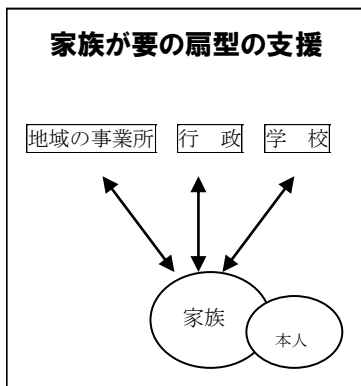 家族が要の扇型の支援
地域の事業所 行　政 学　校
家族
本人